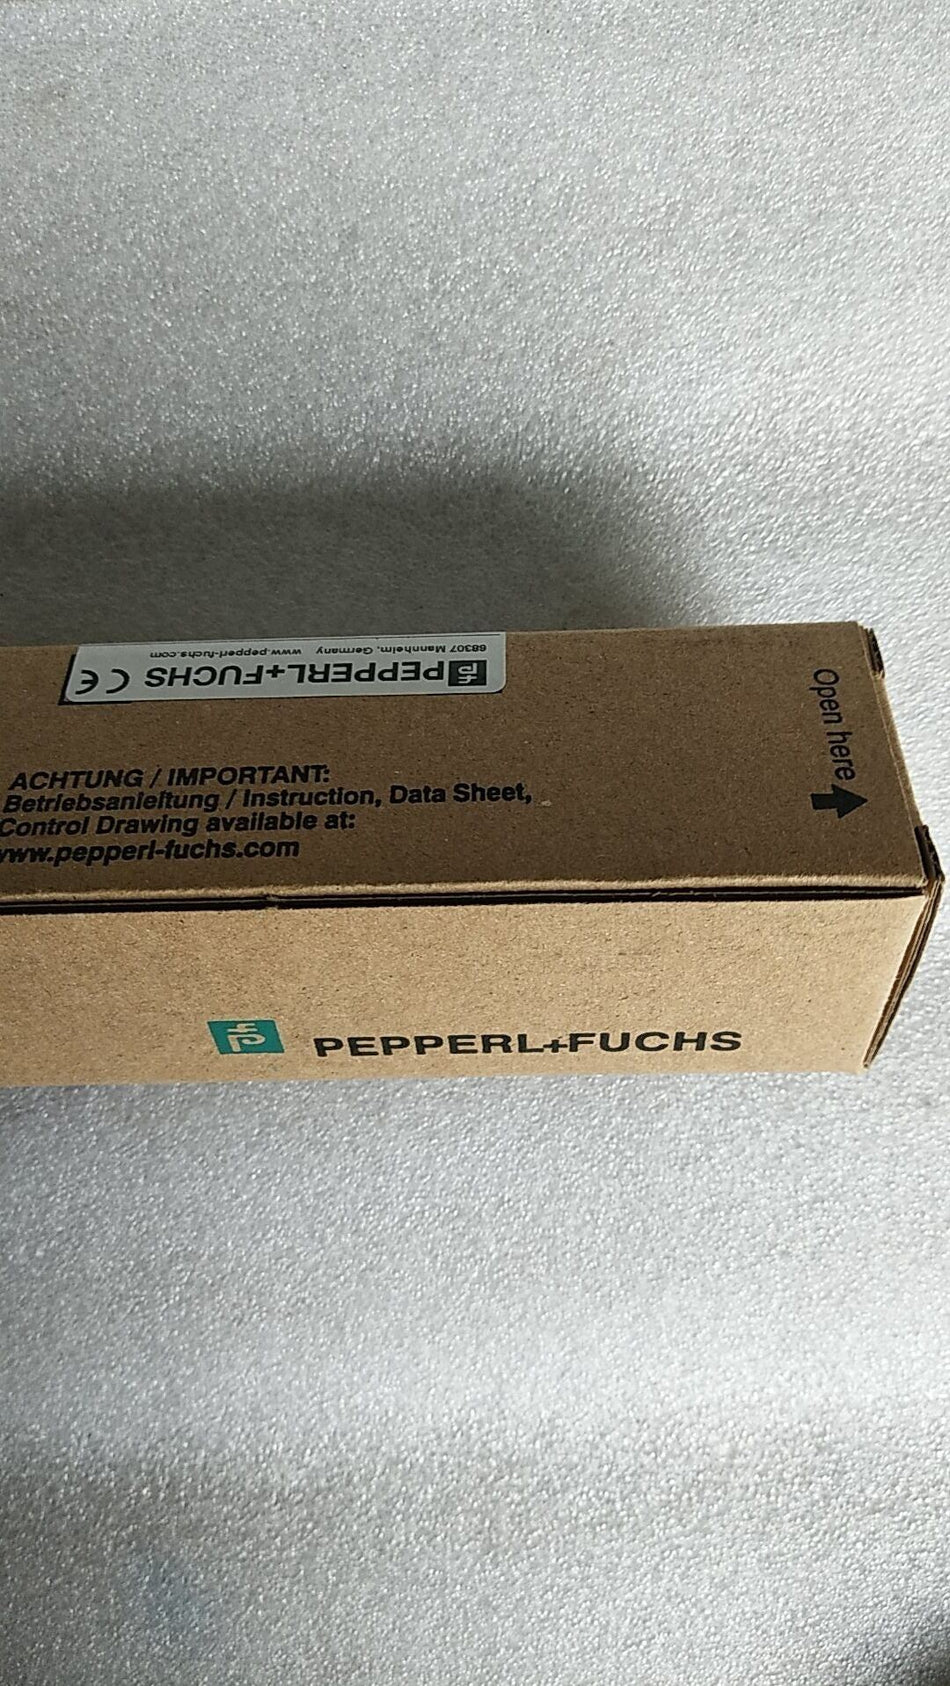 68307 Mannheim, Germany www.pepperl-fuchs.com
PEPPERL+FUCHS CE
Open here
ACHTUNG / IMPORTANT:
Betriebsanleitung / Instruction, Data Sheet,
Control Drawing available at:
www.pepperl-fuchs.com
PEPPERL+FUCHS